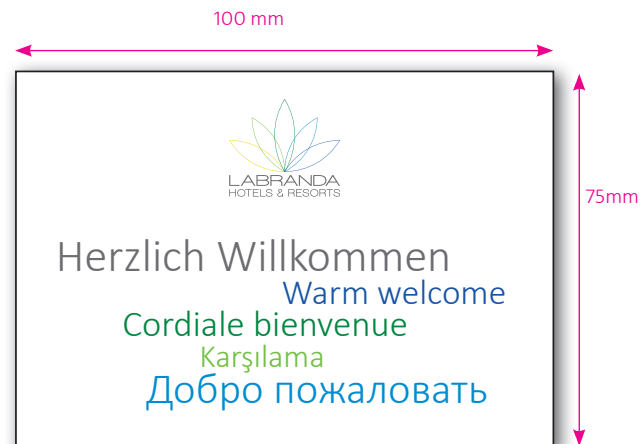 100 mm
LABRANDA
HOTELS & RESORTS
75mm
Herzlich Willkommen
Warm welcome
Cordiale bienvenue
Karşılama
Добро пожаловать